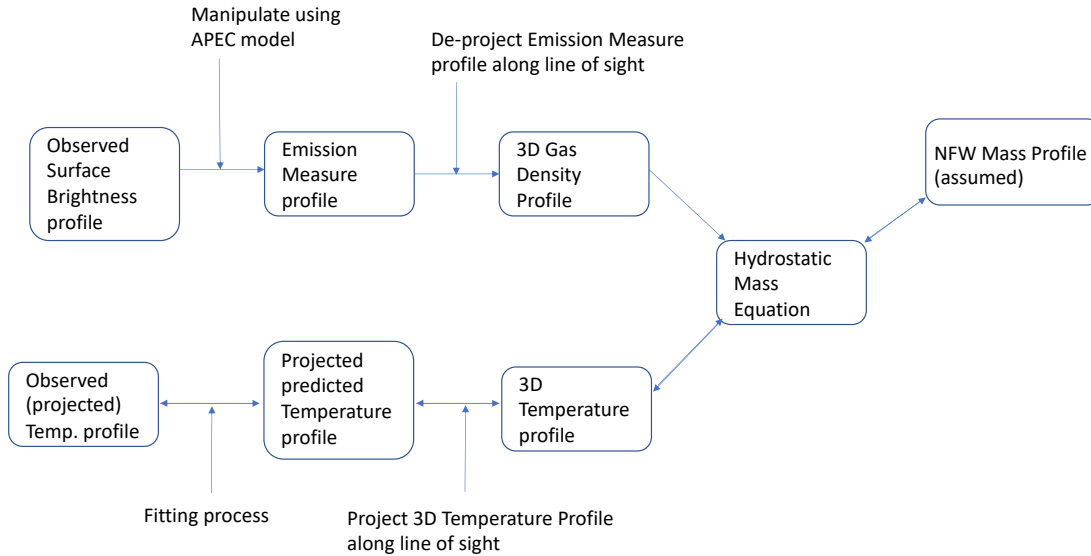 Manipulate using
APEC model
De-project Emission Measure
profile along line of sight
Observed
Surface
Brightness
profile
Emission
Measure
profile
3D Gas
Density
Profile
NFW Mass Profile
(assumed)
Hydrostatic
Mass
Equation
Observed
(projected)
Temp. profile
Projected
predicted
Temperature
profile
3D
Temperature
profile
Fitting process
Project 3D Temperature Profile
along line of sight